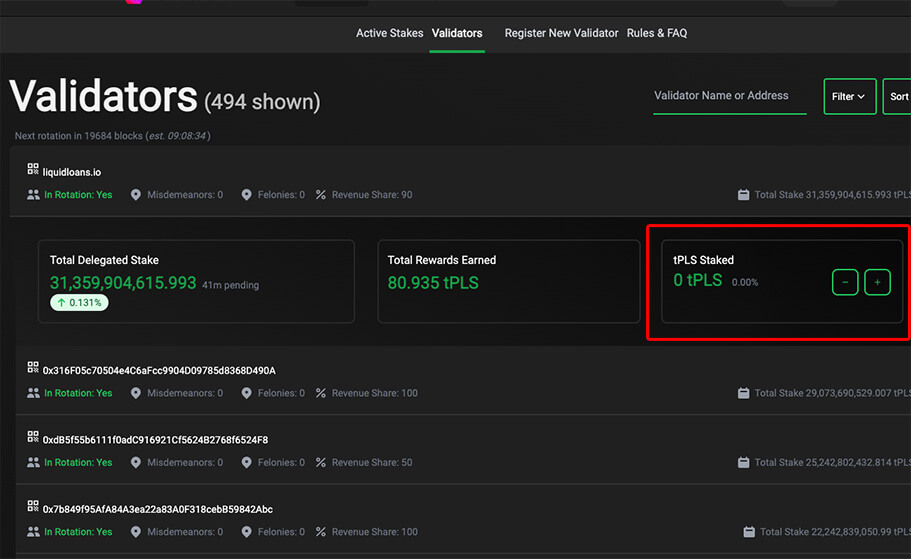 Active Stakes Validators Register New Validator Rules & FAQ
Validators (494 shown)
Validator Name or Address
Filter
Sort
Next rotation in 19684 blocks (est. 09:08:34 )
liquidloans.io
In Rotation: Yes Misdemeanors: 0 Felonies: 0 Revenue Share: 90 Total Stake 31,359,904,615.993 tPLS
Total Delegated Stake
31,359,904,615.993 41m pending
↑ 0.131%
Total Rewards Earned
80.935 tPLS
tPLS Staked
0 tPLS 0.00% − +
0x316F05c70504e4C6aFcc9904D09785d8368D490A
In Rotation: Yes Misdemeanors: 0 Felonies: 0 Revenue Share: 100 Total Stake 29,073,690,529.007 tPLS
0xdB5f55b6111f0adC916921Cf5624B2768f6524F8
In Rotation: Yes Misdemeanors: 0 Felonies: 0 Revenue Share: 50 Total Stake 25,242,802,432.814 tPLS
0x7b849f95AfA84A3ea22a83A0F318cebB59842Abc
In Rotation: Yes Misdemeanors: 0 Felonies: 0 Revenue Share: 100 Total Stake 22,242,839,050.99 tPLS